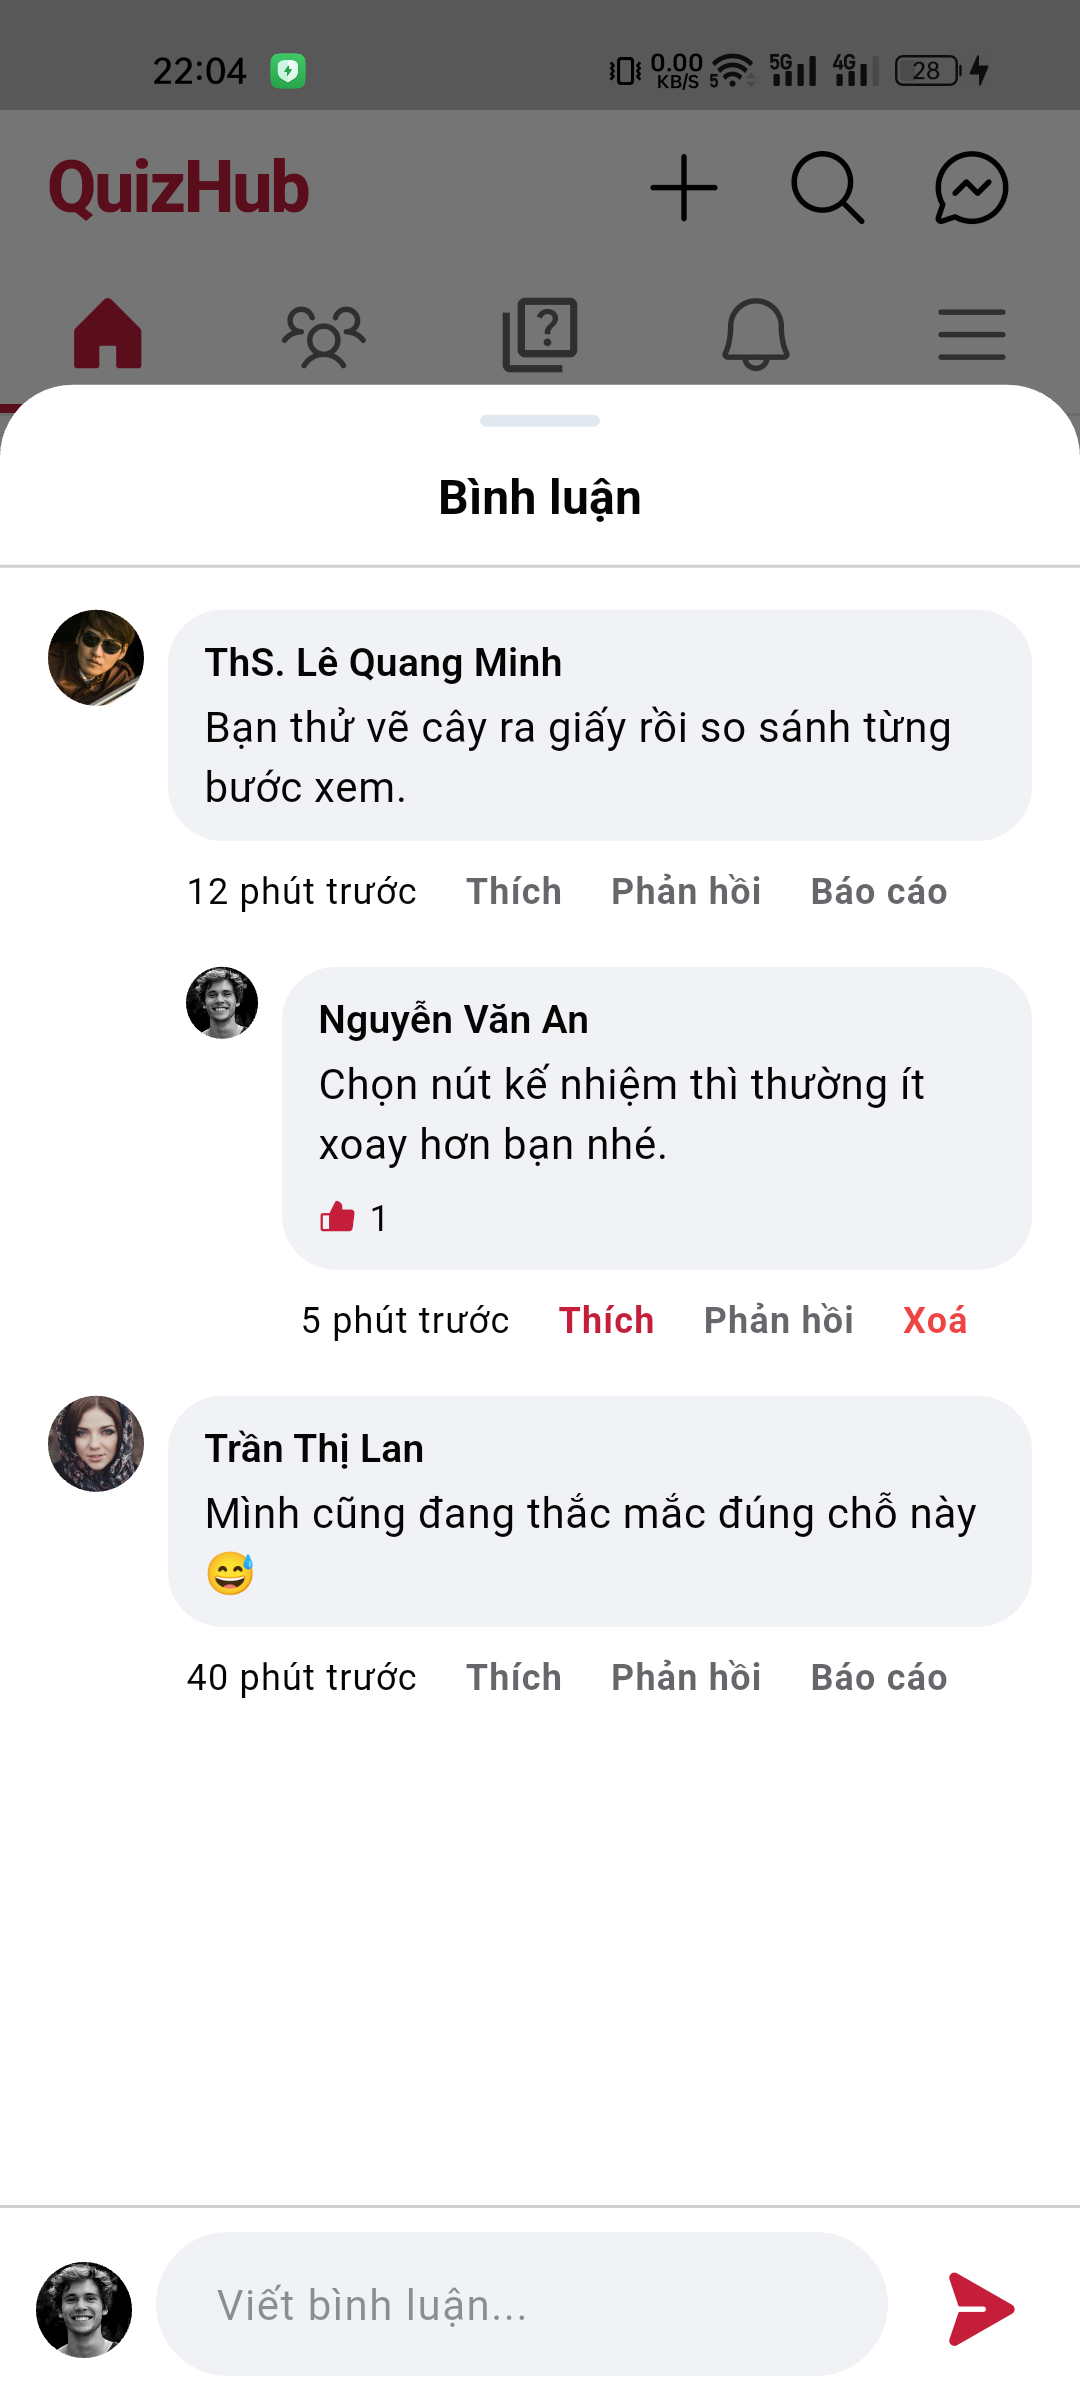 22:04
0.00
KB/S
5
5G
4G
28
QuizHub
?
Bình luận
ThS. Lê Quang Minh
Bạn thử vẽ cây ra giấy rồi so sánh từng
bước xem.
12 phút trước Thích Phản hồi Báo cáo
Nguyễn Văn An
Chọn nút kế nhiệm thì thường ít
xoay hơn bạn nhé.
1
5 phút trước Thích Phản hồi Xoá
Trần Thị Lan
Mình cũng đang thắc mắc đúng chỗ này
😅
40 phút trước Thích Phản hồi Báo cáo
Viết bình luận...